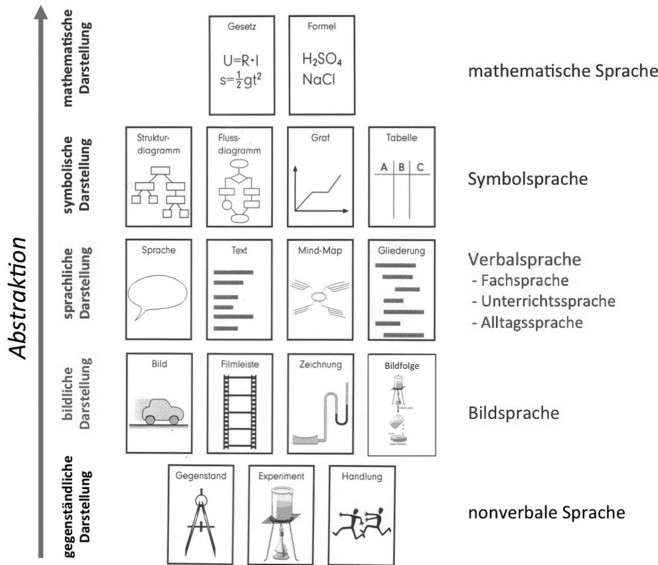 mathematische
Darstellung
Gesetz
U=R·I
s=½gt²
Formel
H₂SO₄
NaCl
mathematische Sprache
symbolische
Darstellung
Struktur-
diagramm
Fluss-
diagramm
Graf
Tabelle
A B C
Symbolsprache
Abstraktion
sprachliche
Darstellung
Sprache
Text
Mind-Map
Gliederung
Verbalsprache
- Fachsprache
- Unterrichtssprache
- Alltagssprache
bildliche
Darstellung
Bild
Filmleiste
Zeichnung
Bildfolge
Bildsprache
gegenständliche
Darstellung
Gegenstand
Experiment
Handlung
nonverbale Sprache